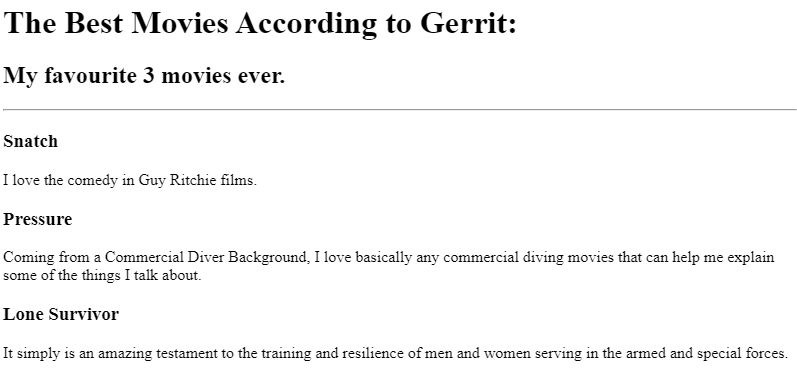 The Best Movies According to Gerrit:
My favourite 3 movies ever.
Snatch
I love the comedy in Guy Ritchie films.
Pressure
Coming from a Commercial Diver Background, I love basically any commercial diving movies that can help me explain
some of the things I talk about.
Lone Survivor
It simply is an amazing testament to the training and resilience of men and women serving in the armed and special forces.